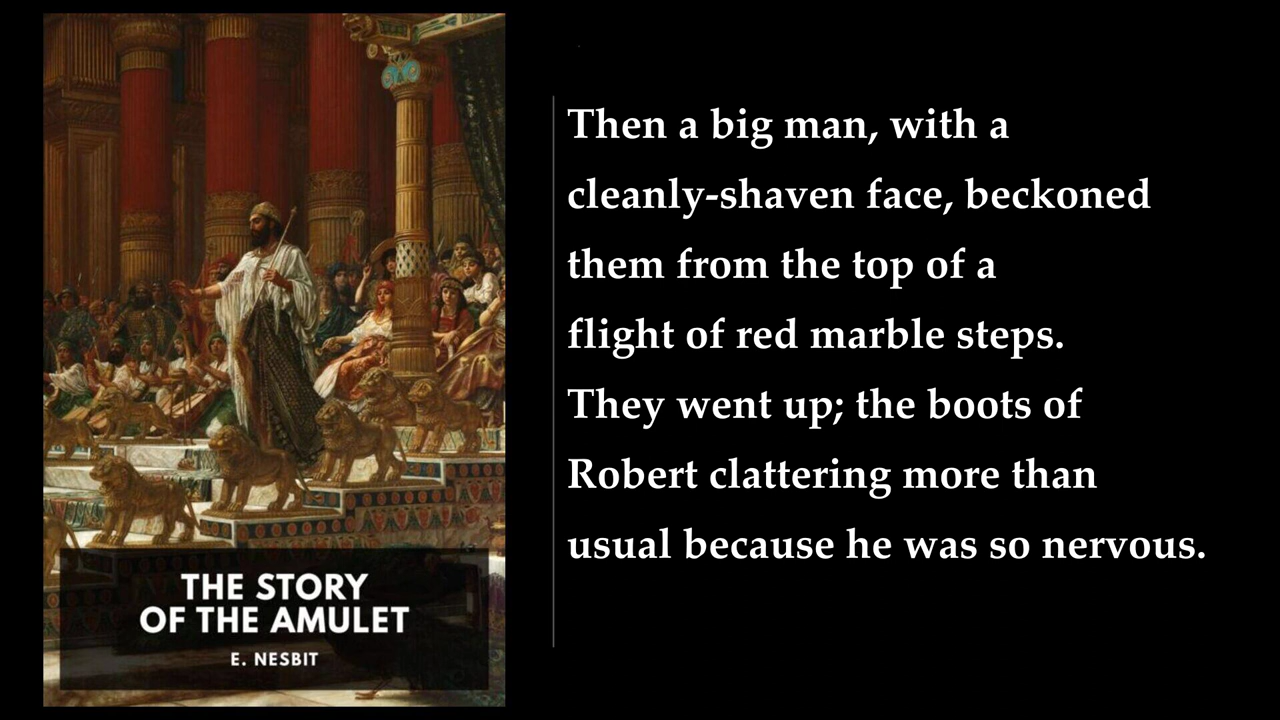 THE STORY
OF THE AMULET
E. NESBIT
Then a big man, with a
cleanly-shaven face, beckoned
them from the top of a
flight of red marble steps.
They went up; the boots of
Robert clattering more than
usual because he was so nervous.